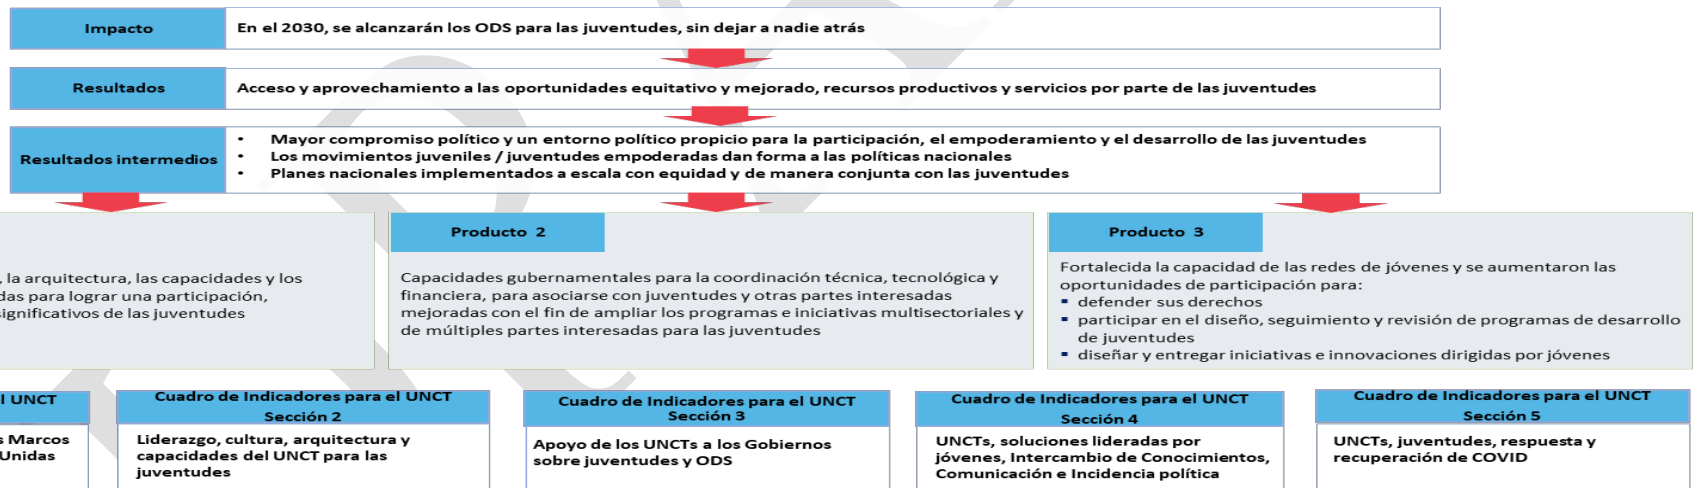 Impacto
En el 2030, se alcanzarán los ODS para las juventudes, sin dejar a nadie atrás
Resultados
Acceso y aprovechamiento a las oportunidades equitativo y mejorado, recursos productivos y servicios por parte de las juventudes
Resultados intermedios
• Mayor compromiso político y un entorno político propicio para la participación, el empoderamiento y el desarrollo de las juventudes
• Los movimientos juveniles / juventudes empoderadas dan forma a las políticas nacionales
• Planes nacionales implementados a escala con equidad y de manera conjunta con las juventudes
, la arquitectura, las capacidades y los
das para lograr una participación,
significativos de las juventudes
Producto 2
Capacidades gubernamentales para la coordinación técnica, tecnológica y
financiera, para asociarse con juventudes y otras partes interesadas
mejoradas con el fin de ampliar los programas e iniciativas multisectoriales y
de múltiples partes interesadas para las juventudes
Producto 3
Fortalecida la capacidad de las redes de jóvenes y se aumentaron las
oportunidades de participación para:
▪ defender sus derechos
▪ participar en el diseño, seguimiento y revisión de programas de desarrollo
de juventudes
▪ diseñar y entregar iniciativas e innovaciones dirigidas por jóvenes
l UNCT
s Marcos
Unidas
Cuadro de Indicadores para el UNCT
Sección 2
Liderazgo, cultura, arquitectura y
capacidades del UNCT para las
juventudes
Cuadro de Indicadores para el UNCT
Sección 3
Apoyo de los UNCTs a los Gobiernos
sobre juventudes y ODS
Cuadro de Indicadores para el UNCT
Sección 4
UNCTs, soluciones lideradas por
jóvenes, Intercambio de Conocimientos,
Comunicación e Incidencia política
Cuadro de Indicadores para el UNCT
Sección 5
UNCTs, juventudes, respuesta y
recuperación de COVID